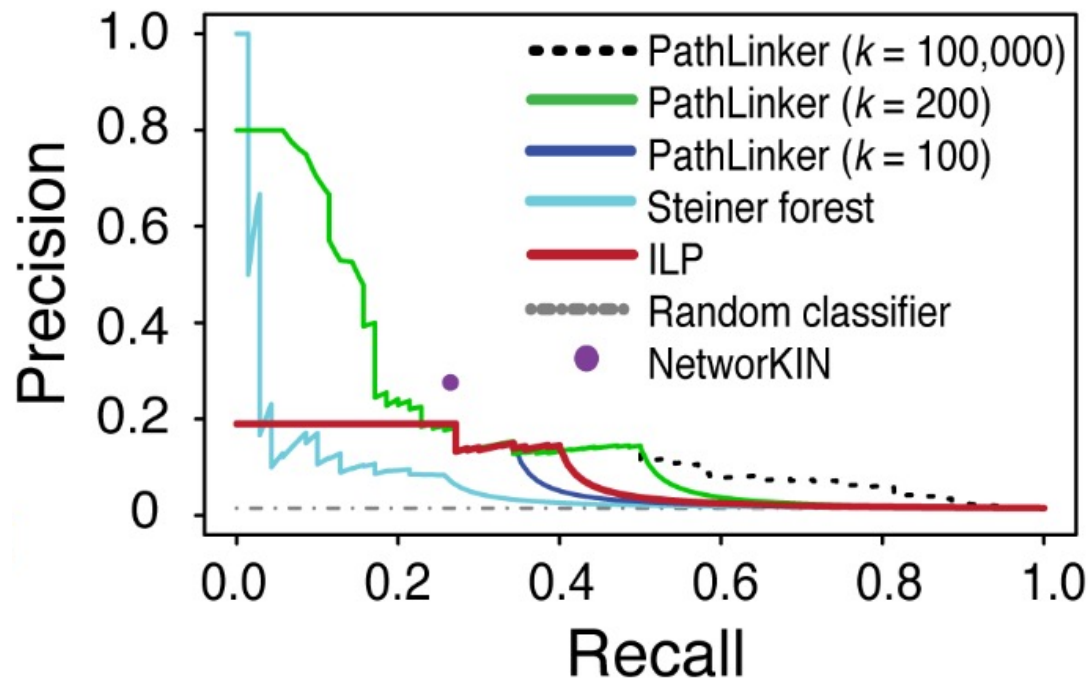 1.0
0.8
0.6
0.4
0.2
0
Precision
PathLinker (k = 100,000)
PathLinker (k = 200)
PathLinker (k = 100)
Steiner forest
ILP
Random classifier
NetworKIN
0.0 0.2 0.4 0.6 0.8 1.0
Recall